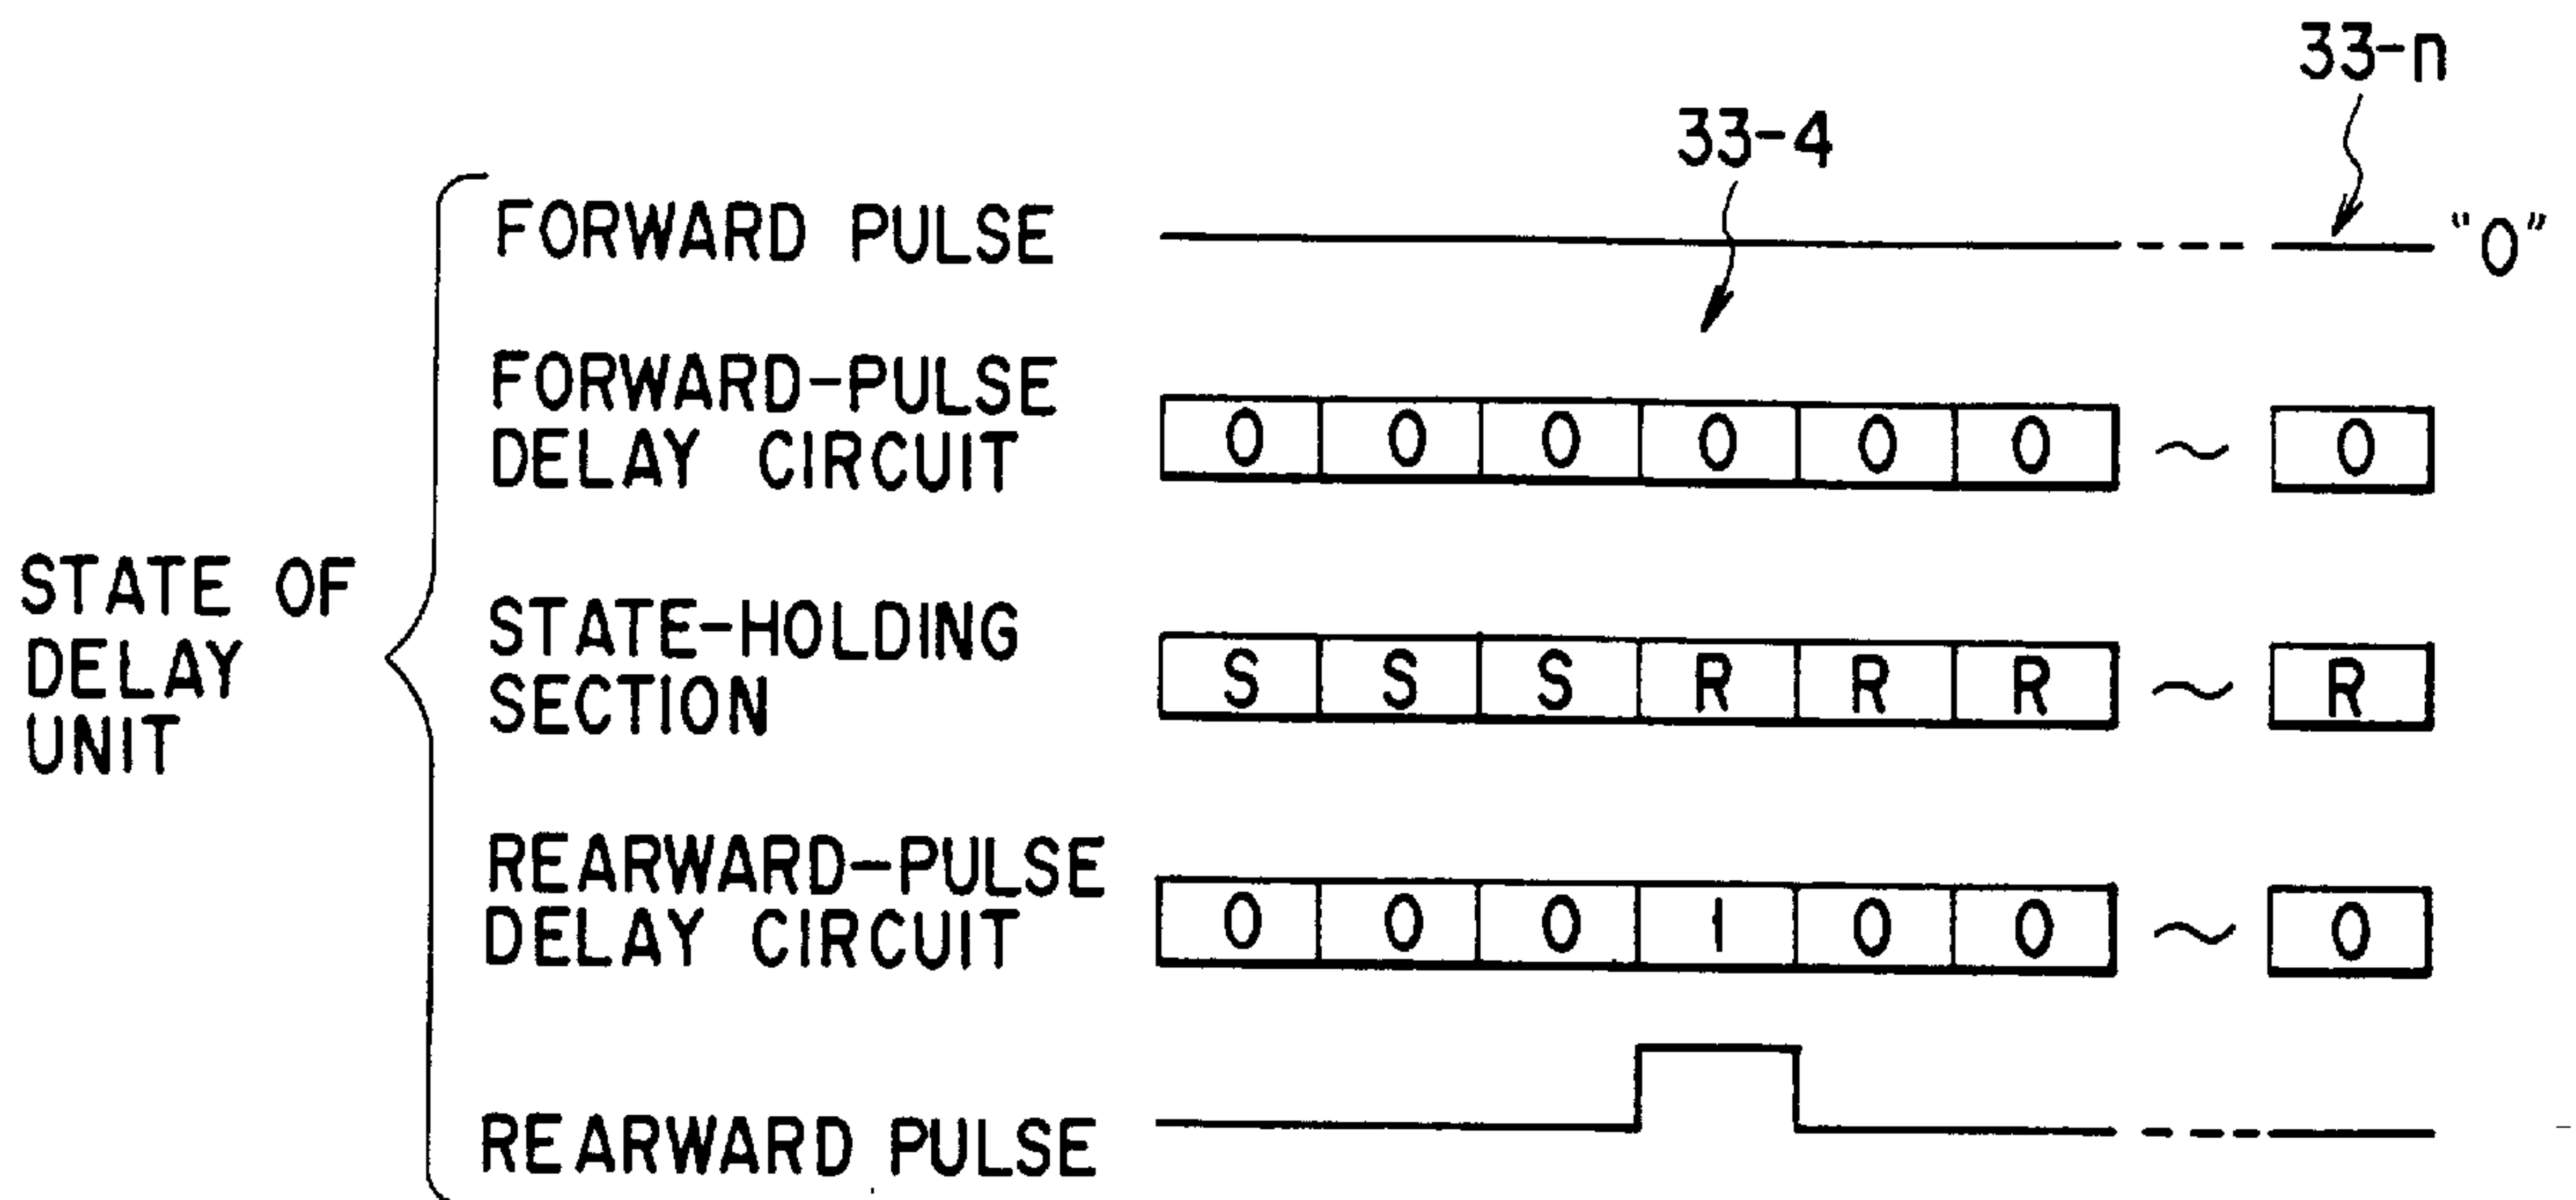 33-n
33-4
FORWARD PULSE "0"
FORWARD-PULSE
DELAY CIRCUIT
0 0 0 0 0 0 ~ 0
STATE OF
DELAY
UNIT
STATE-HOLDING
SECTION
S S S R R R ~ R
REARWARD-PULSE
DELAY CIRCUIT
0 0 0 1 0 0 ~ 0
REARWARD PULSE